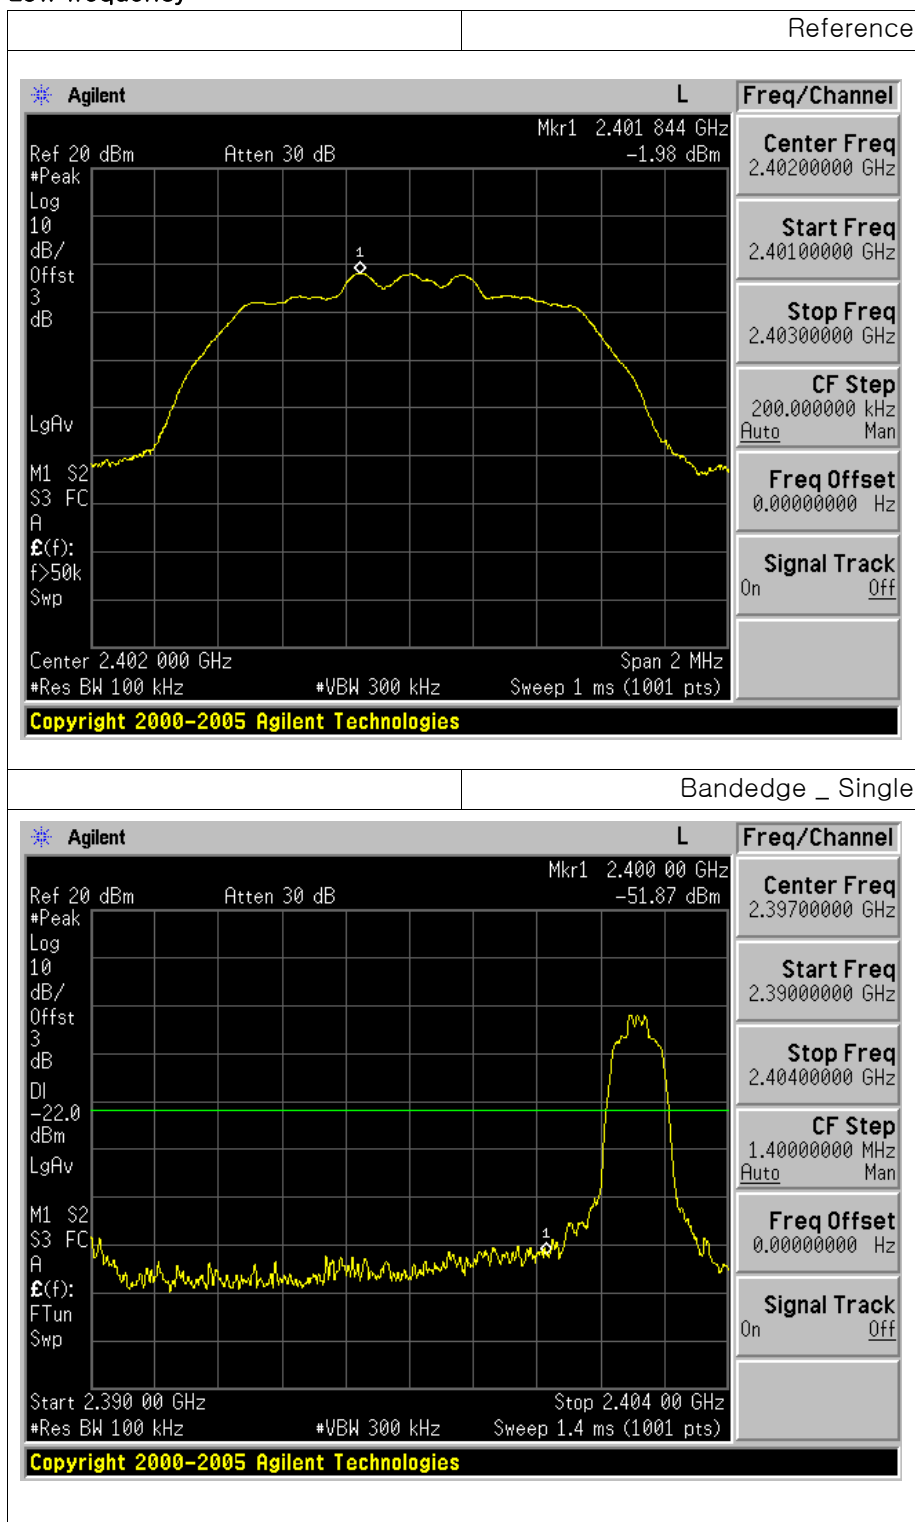 Low frequency
Reference
Agilent L Freq/Channel
Mkr1 2.401 844 GHz
Ref 20 dBm Atten 30 dB -1.98 dBm
#Peak
Log
10
dB/
Offst
3
dB
LgAv
M1 S2
S3 FC
A
£(f):
f>50k
Swp
1
Center 2.402 000 GHz Span 2 MHz
#Res BW 100 kHz #VBW 300 kHz Sweep 1 ms (1001 pts)
Copyright 2000-2005 Agilent Technologies
Center Freq
2.40200000 GHz
Start Freq
2.40100000 GHz
Stop Freq
2.40300000 GHz
CF Step
200.000000 kHz
Auto Man
Freq Offset
0.00000000 Hz
Signal Track
On Off
Bandedge _ Single
Agilent L Freq/Channel
Mkr1 2.400 00 GHz
Ref 20 dBm Atten 30 dB -51.87 dBm
#Peak
Log
10
dB/
Offst
3
dB
DI
-22.0
dBm
LgAv
M1 S2
S3 FC
A
£(f):
FTun
Swp
1
Start 2.390 00 GHz Stop 2.404 00 GHz
#Res BW 100 kHz #VBW 300 kHz Sweep 1.4 ms (1001 pts)
Copyright 2000-2005 Agilent Technologies
Center Freq
2.39700000 GHz
Start Freq
2.39000000 GHz
Stop Freq
2.40400000 GHz
CF Step
1.40000000 MHz
Auto Man
Freq Offset
0.00000000 Hz
Signal Track
On Off